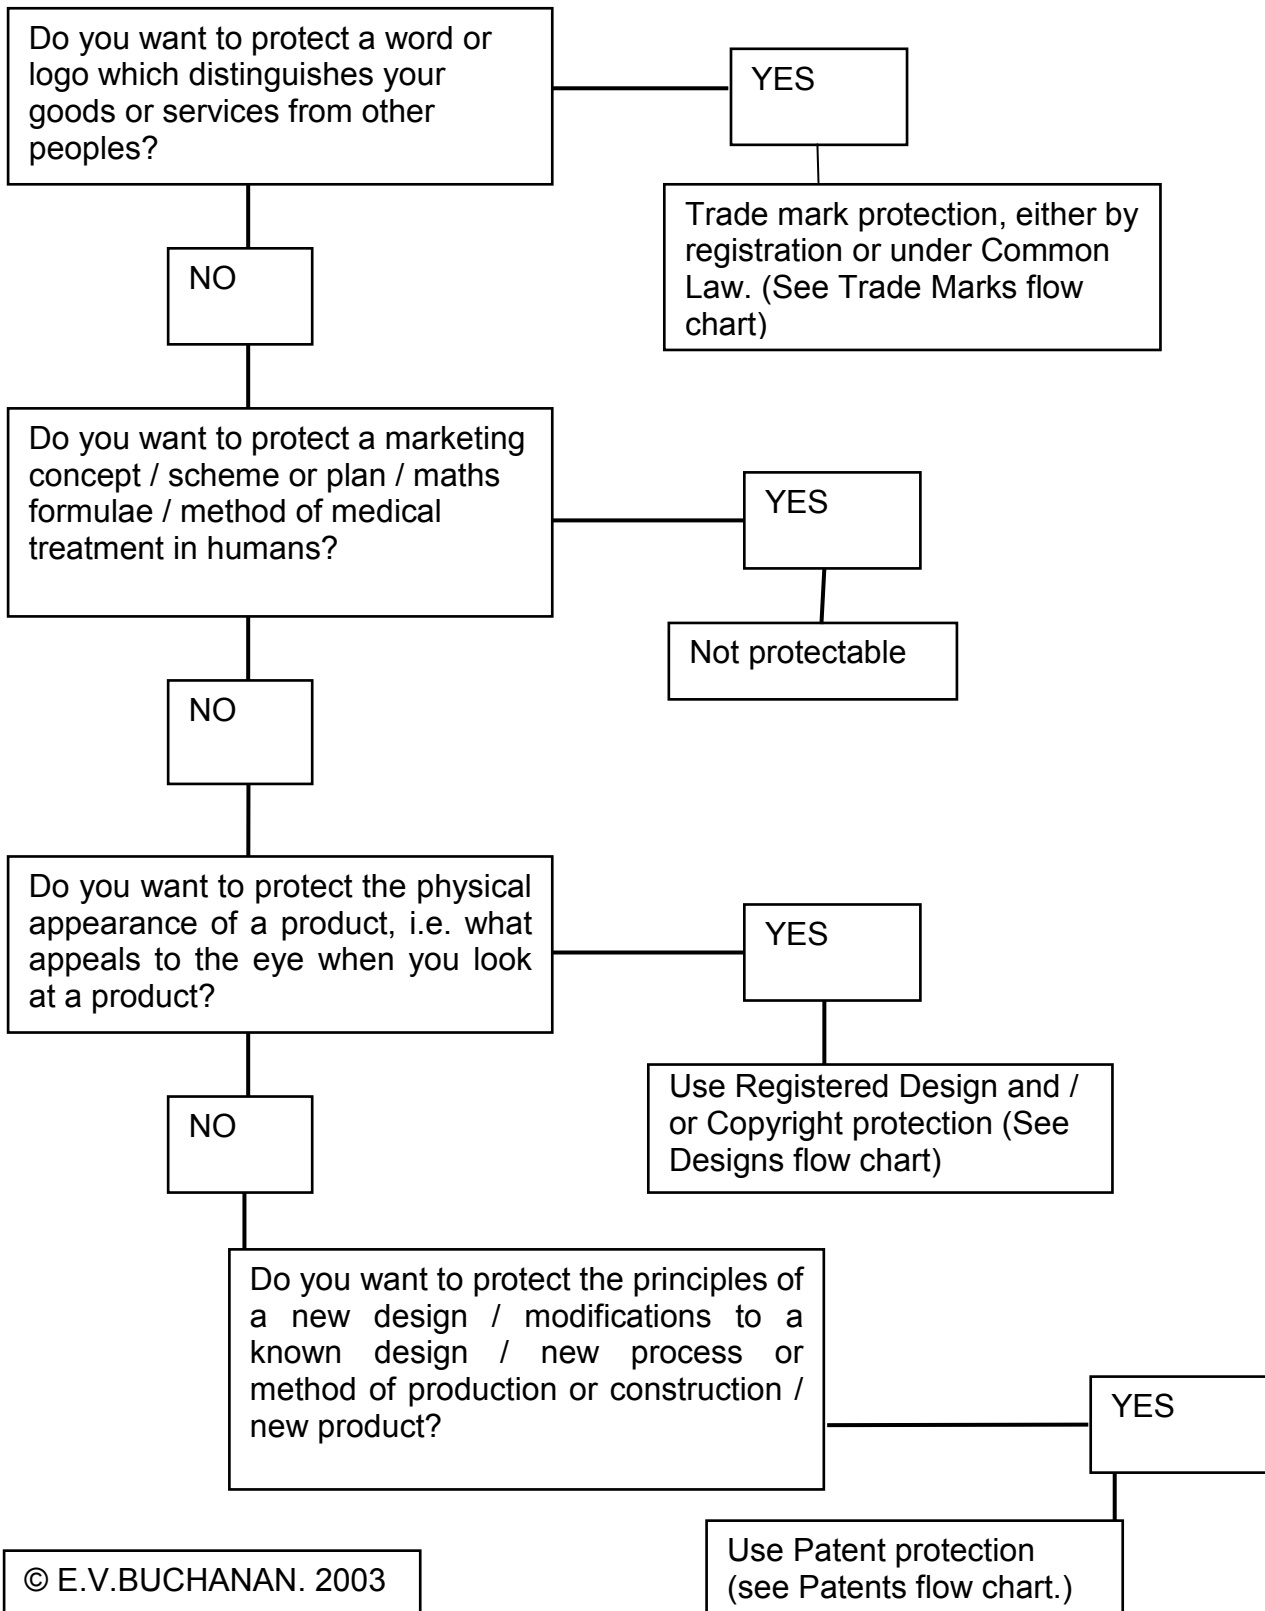 Do you want to protect a word or
logo which distinguishes your
goods or services from other
peoples?
YES
Trade mark protection, either by
registration or under Common
Law. (See Trade Marks flow
chart)
NO
Do you want to protect a marketing
concept / scheme or plan / maths
formulae / method of medical
treatment in humans?
YES
Not protectable
NO
Do you want to protect the physical
appearance of a product, i.e. what
appeals to the eye when you look
at a product?
YES
Use Registered Design and /
or Copyright protection (See
Designs flow chart)
NO
Do you want to protect the principles of
a new design / modifications to a
known design / new process or
method of production or construction /
new product?
YES
Use Patent protection
(see Patents flow chart.)
© E.V.BUCHANAN. 2003